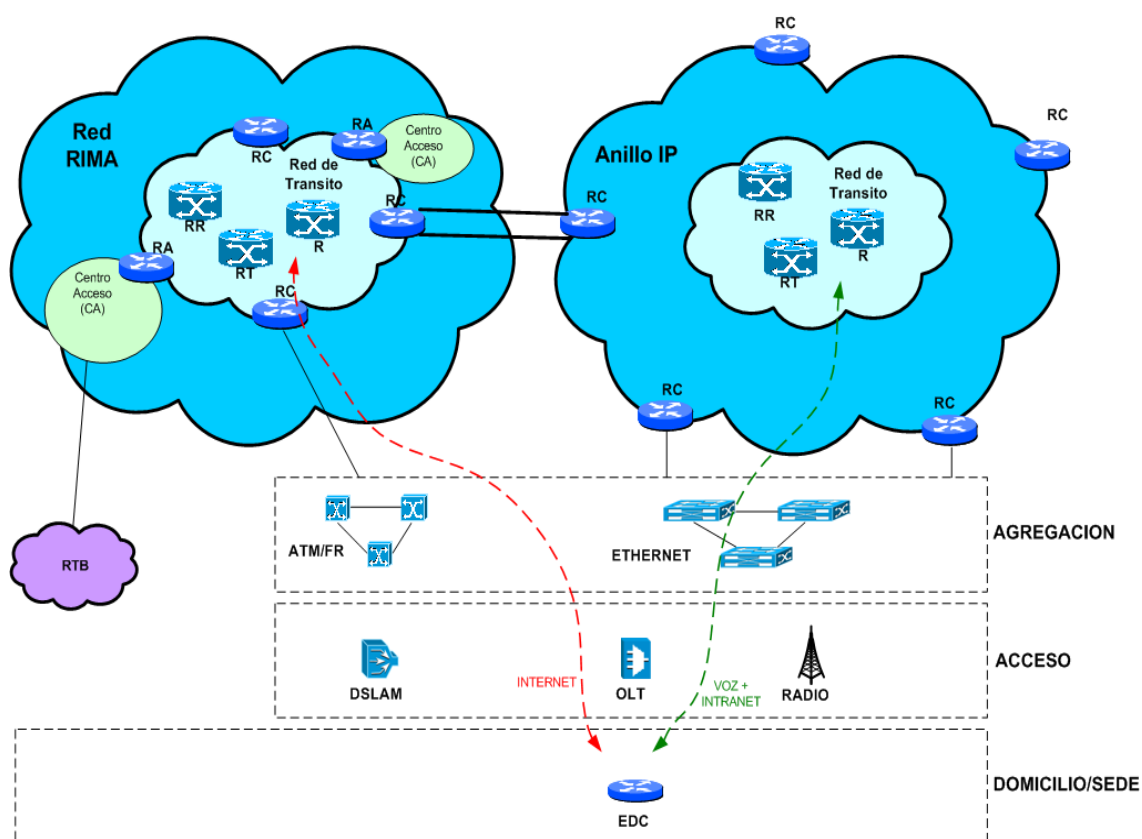 RC
Red
RIMA
RA
Centro
Acceso
(CA)
RC
Red de
Transito
RR
RC
R
RA
RT
Centro
Acceso
(CA)
RC
RC
Anillo IP
Red de
Transito
RR
RC
R
RT
RC
RC
RTB
ATM/FR
ETHERNET
AGREGACION
DSLAM
INTERNET
OLT
VOZ +
INTRANET
RADIO
ACCESO
EDC
DOMICILIO/SEDE